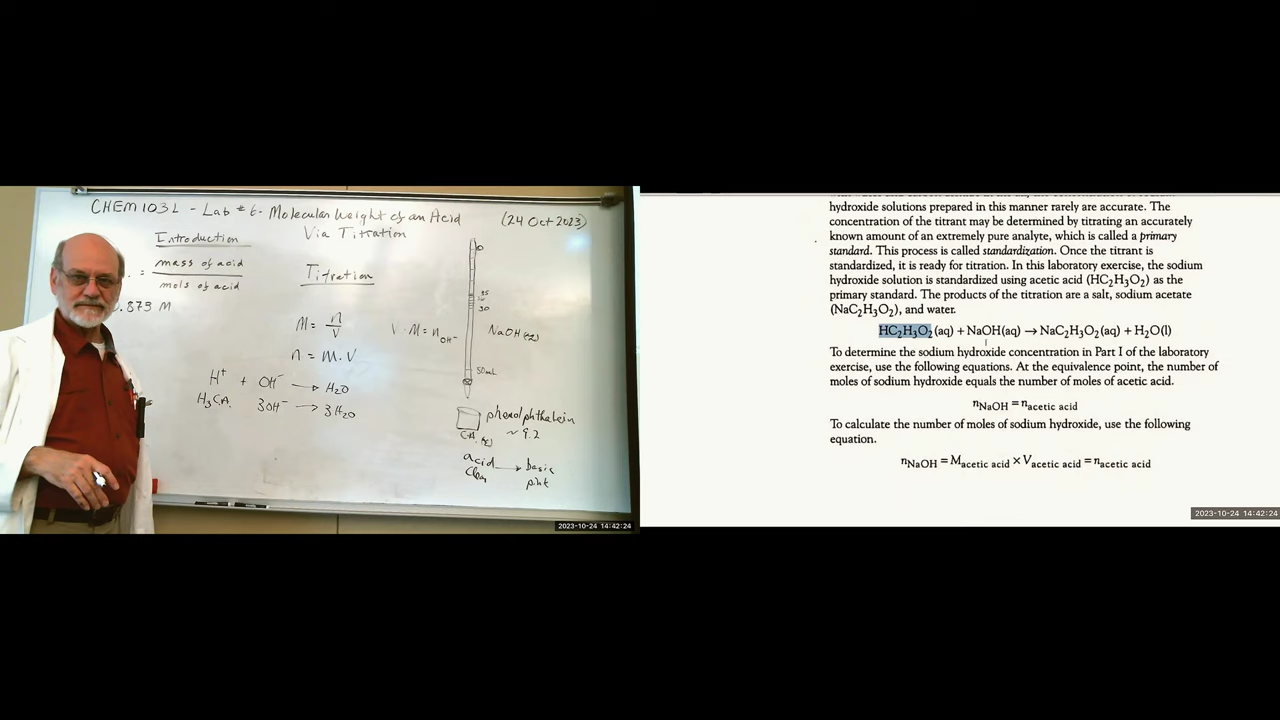 CHEM 103L - Lab # 6 - Molecular Weight of an Acid
Via Titration
(24 Oct 2023)
Introduction
= mass of acid
mols of acid
.873 M
Titration
M = n
V
n = M · V
V · M = n OH⁻
H⁺ + OH⁻ → H₂O
H₃CA. 3OH⁻ → 3H₂O
0
30
50mL
NaOH(aq)
phenolphthalein
~ 9.2
acid → basic
clear
pink
2023-10-24 14:42:24
hydroxide solutions prepared in this manner rarely are accurate. The
concentration of the titrant may be determined by titrating an accurately
known amount of an extremely pure analyte, which is called a primary
standard. This process is called standardization. Once the titrant is
standardized, it is ready for titration. In this laboratory exercise, the sodium
hydroxide solution is standardized using acetic acid (HC₂H₃O₂) as the
primary standard. The products of the titration are a salt, sodium acetate
(NaC₂H₃O₂), and water.
HC₂H₃O₂(aq) + NaOH(aq) → NaC₂H₃O₂(aq) + H₂O(l)
To determine the sodium hydroxide concentration in Part I of the laboratory
exercise, use the following equations. At the equivalence point, the number of
moles of sodium hydroxide equals the number of moles of acetic acid.
nNaOH = nacetic acid
To calculate the number of moles of sodium hydroxide, use the following
equation.
nNaOH = Macetic acid × Vacetic acid = nacetic acid
2023-10-24 14:42:24